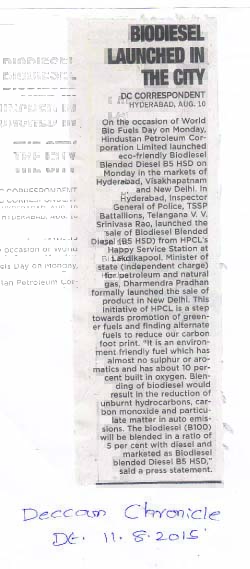 BIODIESEL
LAUNCHED IN
THE CITY
DC CORRESPONDENT
HYDERABAD, AUG. 10
On the occasion of World
Bio Fuels Day on Monday,
Hindustan Petroleum Cor-
poration Limited launched
eco-friendly Biodiesel
Blended Diesel B5 HSD on
Monday in the markets of
Hyderabad, Visakhapatnam
and New Delhi. In
Hyderabad, Inspector
General of Police, TSSP
Battallions, Telangana V. V.
Srinivasa Rao, launched the
sale of Biodiesel Blended
Diesel (B5 HSD) from HPCL's
Happy Service Station at
Lakdikapool. Minister of
state (independent charge)
for petroleum and natural
gas, Dharmendra Pradhan
formally launched the sale of
product in New Delhi. This
initiative of HPCL is a step
towards promotion of green-
er fuels and finding alternate
fuels to reduce our carbon
foot print. "It is an environ-
ment friendly fuel which has
almost no sulphur or aro-
matics and has about 10 per
cent built in oxygen. Blen-
ding of biodiesel would
result in the reduction of
unburnt hydrocarbons, car-
bon monoxide and particu-
late matter in auto emis-
sions. The biodiesel (B100)
will be blended in a ratio of
5 per cent with diesel and
marketed as Biodiesel
blended Diesel B5 HSD,"
said a press statement.
Deccan Chronicle
Dt. 11.8.2015